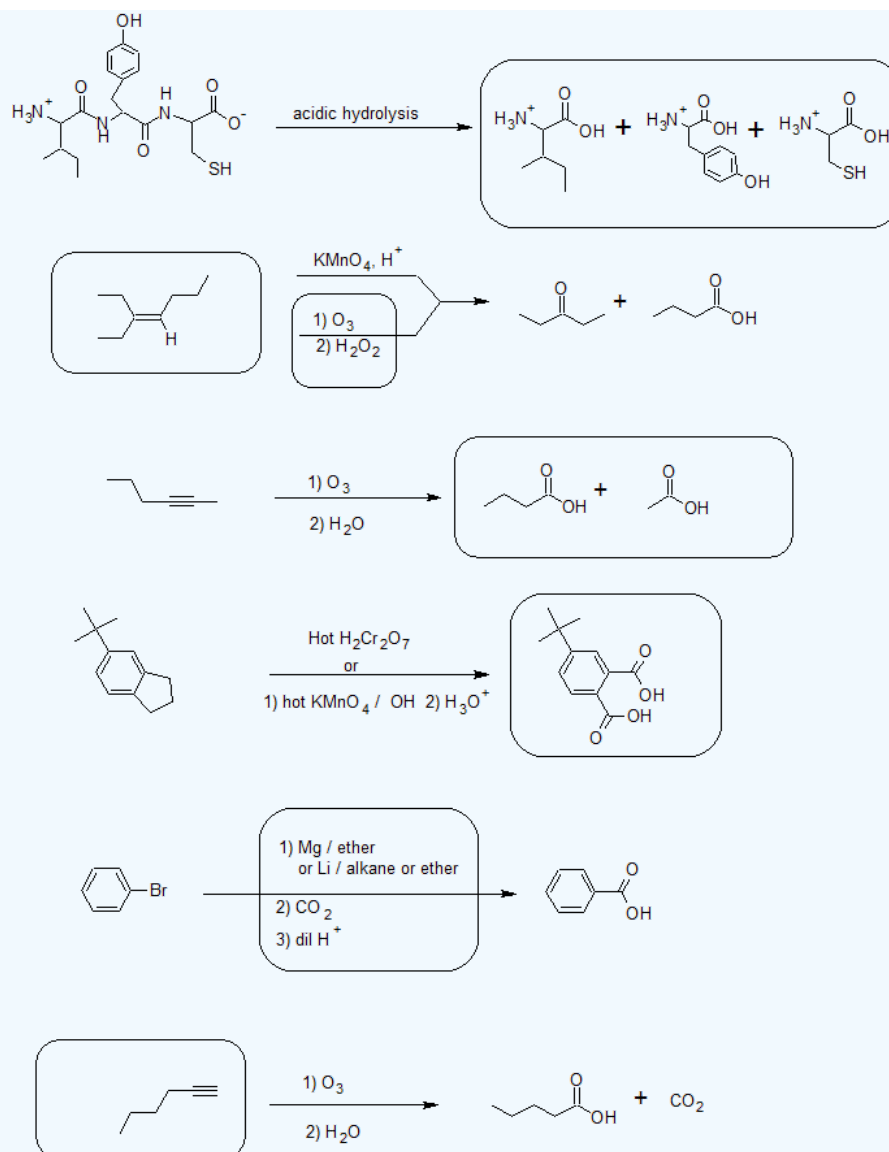 OH
H₃N⁺ O N H O H N O O⁻ SH
acidic hydrolysis
H₃N⁺ O OH + H₃N⁺ O OH OH + H₃N⁺ O OH SH
H
KMnO₄, H⁺
1) O₃
2) H₂O₂
O + O OH
1) O₃
2) H₂O
O OH + O OH
Hot H₂Cr₂O₇
or
1) hot KMnO₄ / OH 2) H₃O⁺
O OH OH O
Br
1) Mg / ether
or Li / alkane or ether
2) CO₂
3) dil H⁺
O OH
1) O₃
2) H₂O
O OH + CO₂